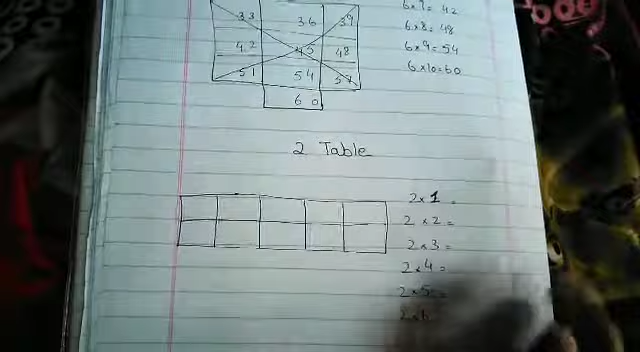 6x7= 42
33 36 39
6x8= 48
42 45 48
6x9= 54
51 54 57
6x10=60
60
2 Table
2x1 =
2x2=
2x3=
2x4=
2x5=
2x6